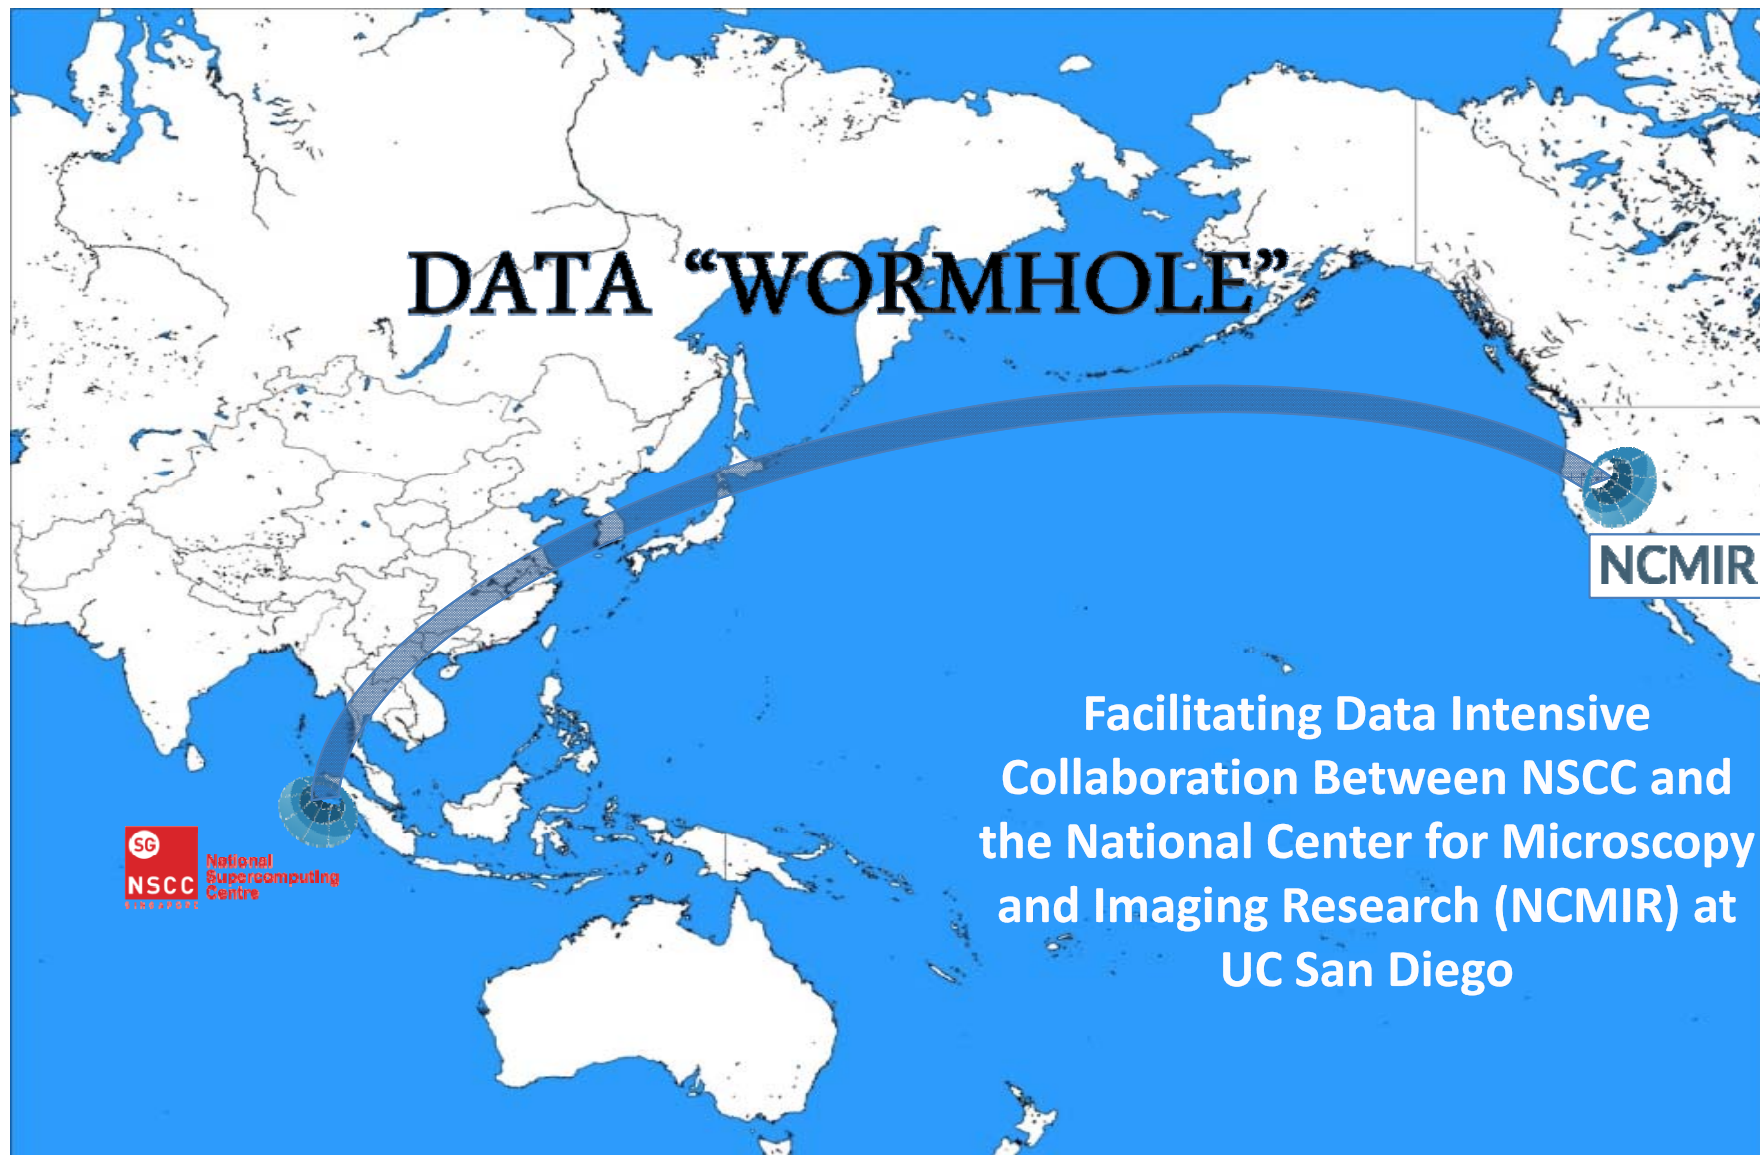 DATA “WORMHOLE”
NCMIR
Facilitating Data Intensive
Collaboration Between NSCC and
the National Center for Microscopy
and Imaging Research (NCMIR) at
UC San Diego
SG
NSCC
SINGAPORE
National
Supercomputing
Centre